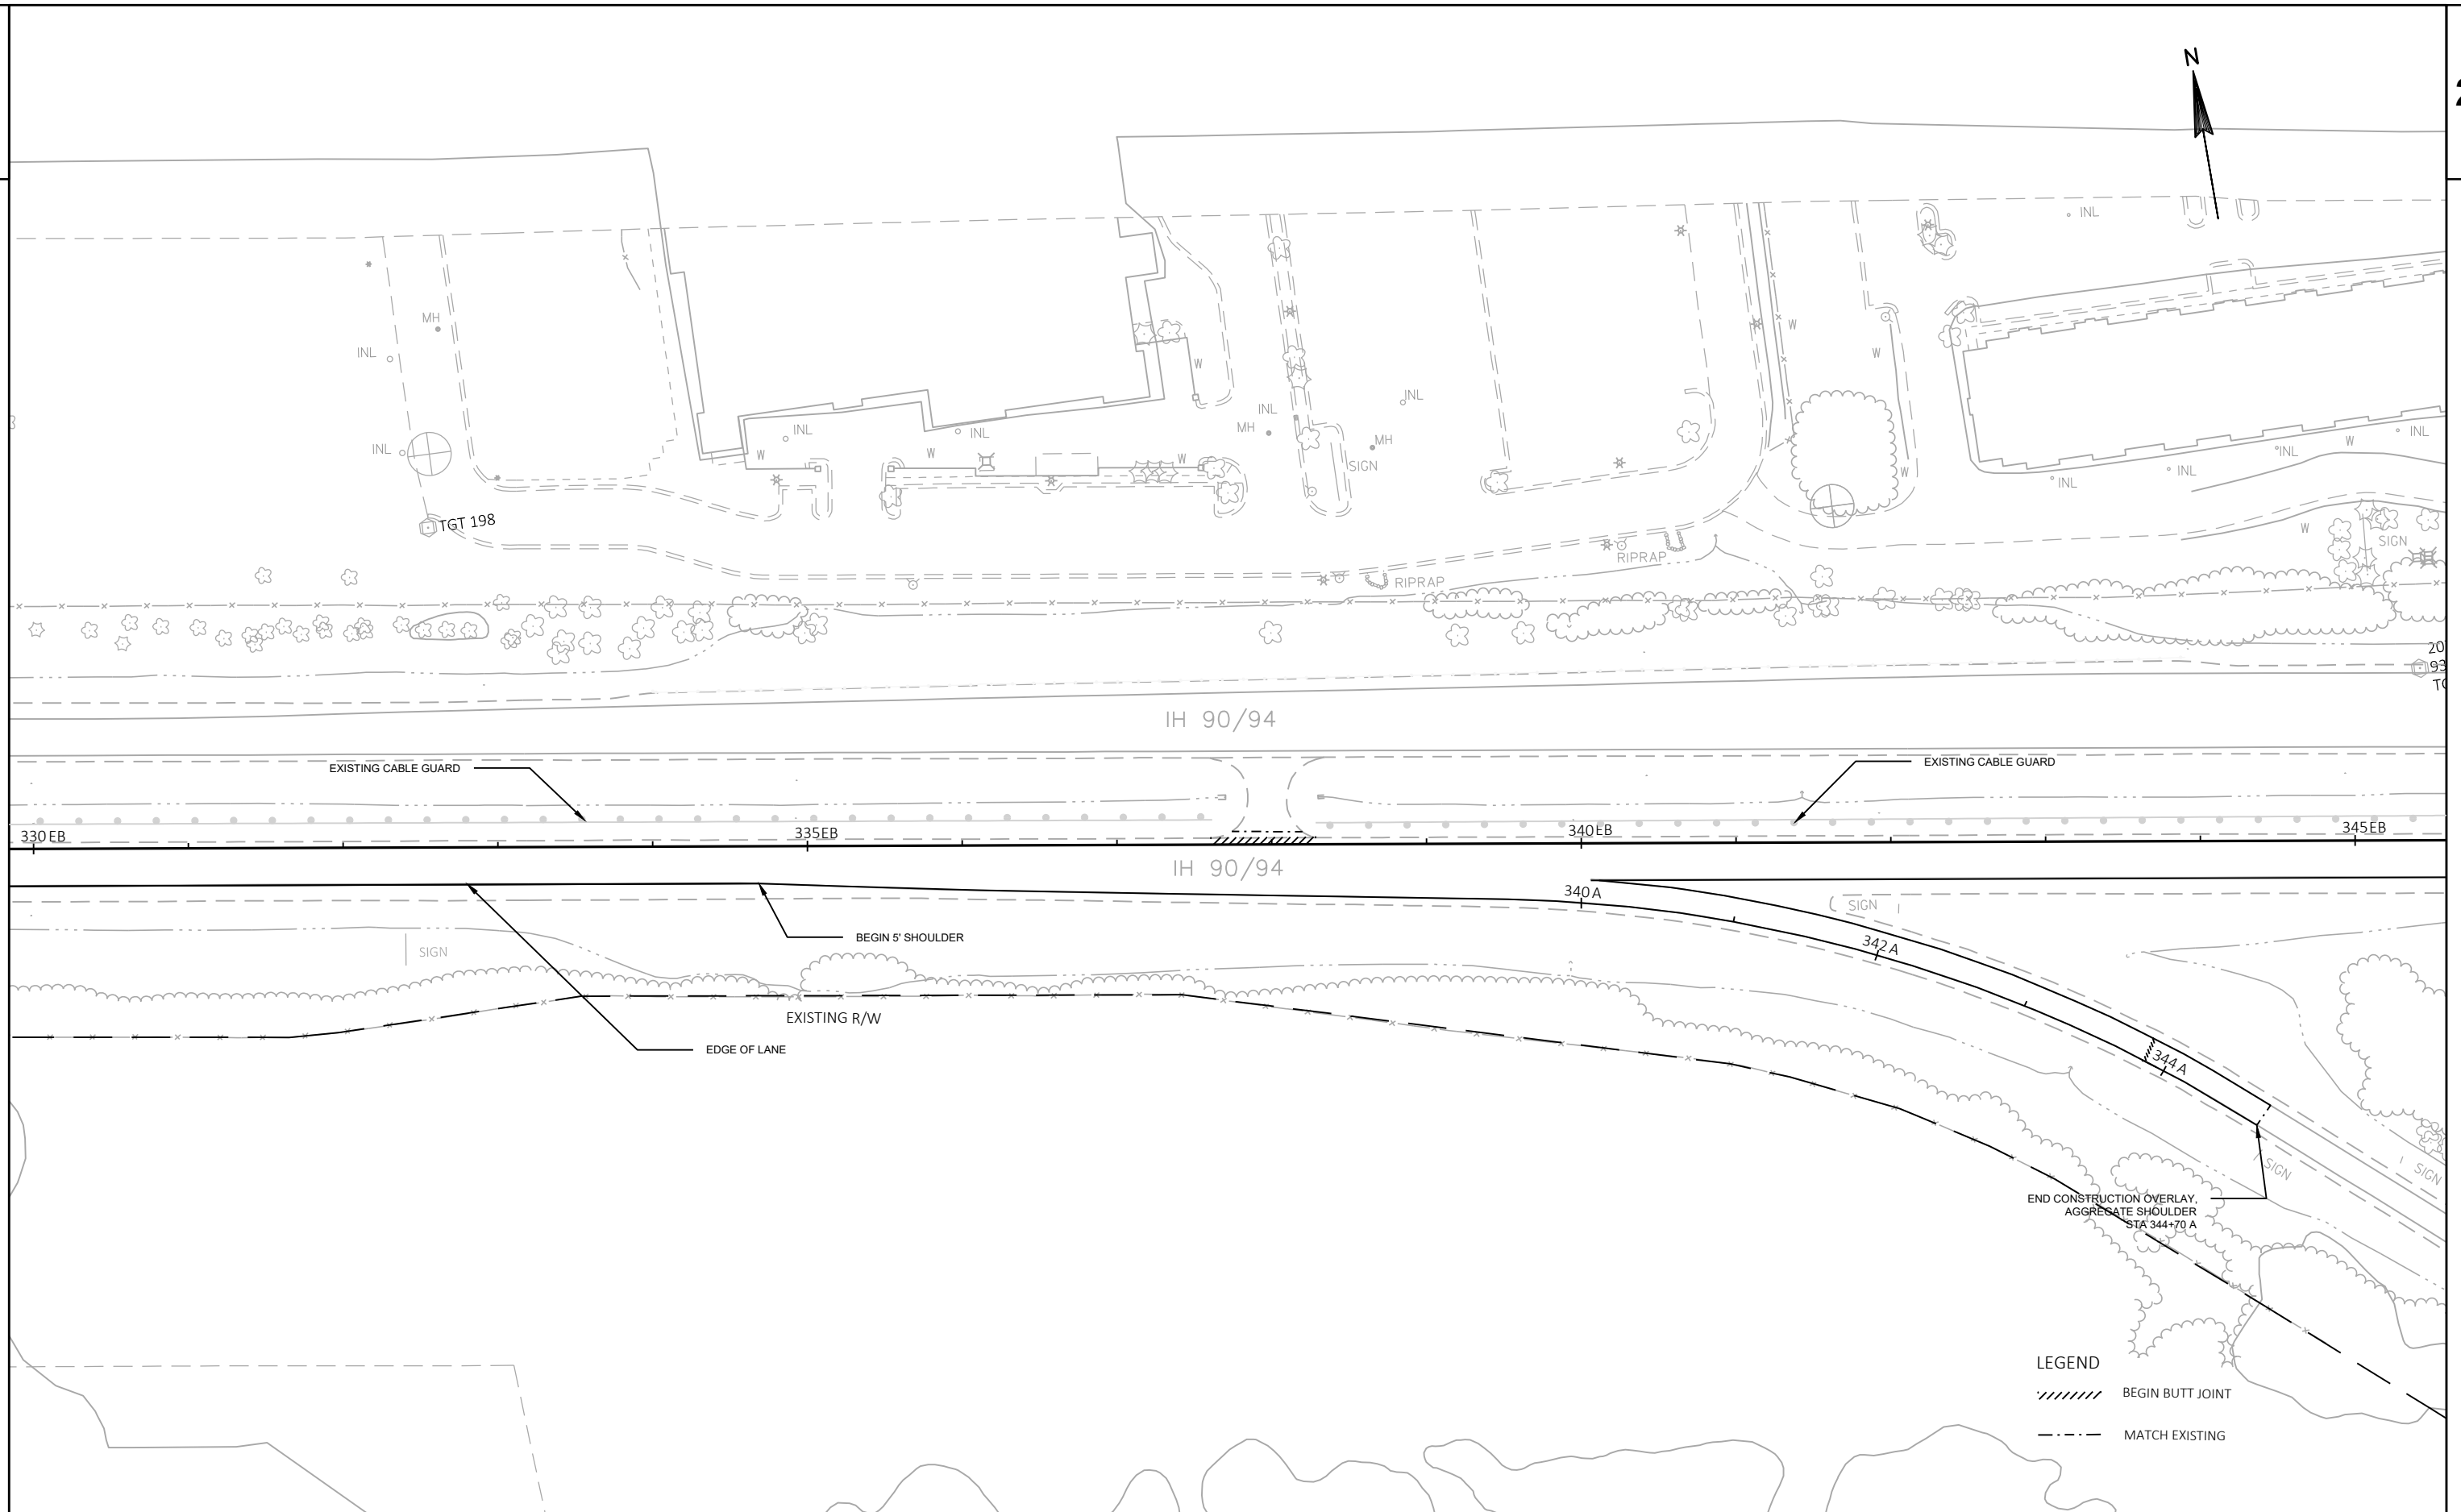 N
INL
MH
INL
W
W
W
INL
INL
INL
MH
INL
MH
SIGN
INL
INL
W
W
W
W
W
INL
INL
INL
INL
TGT 198
RIPRAP
RIPRAP
W
SIGN
20
93
IH 90/94
EXISTING CABLE GUARD
EXISTING CABLE GUARD
330 EB
335EB
340EB
345EB
IH 90/94
340 A
SIGN
BEGIN 5' SHOULDER
SIGN
342 A
EXISTING R/W
EDGE OF LANE
344 A
SIGN
SIGN
END CONSTRUCTION OVERLAY,
AGGREGATE SHOULDER
STA 344+70 A
LEGEND
BEGIN BUTT JOINT
MATCH EXISTING